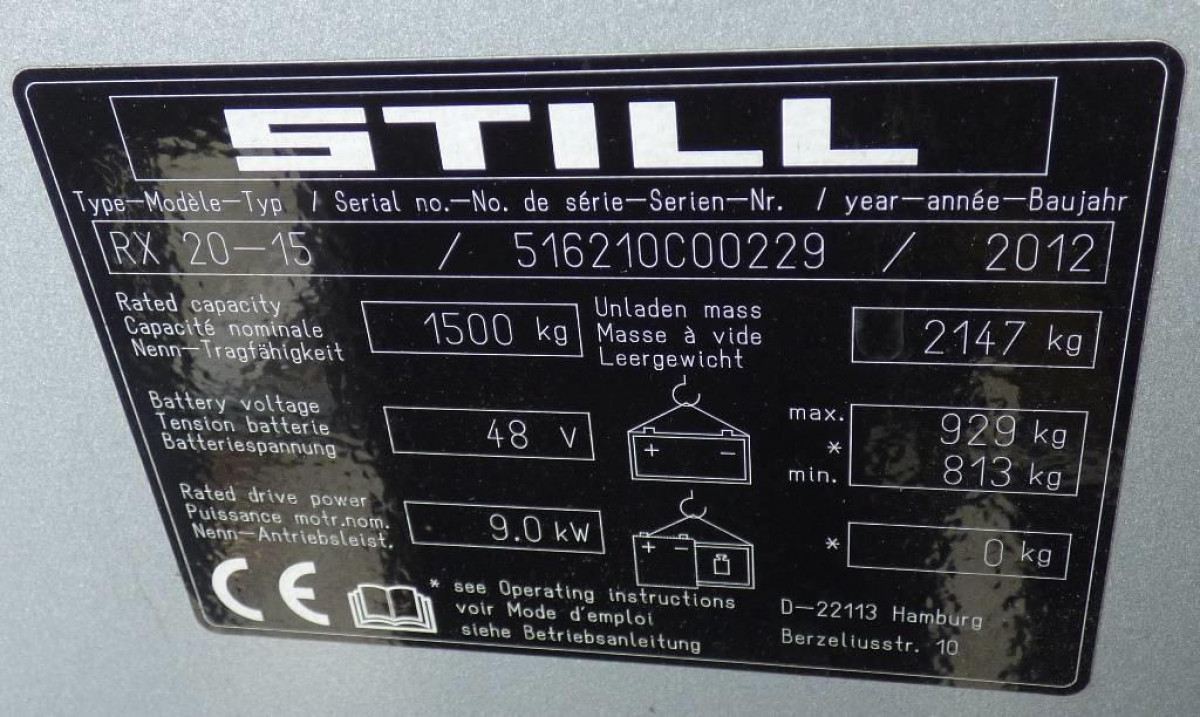 STILL
Type-Modèle-Typ / Serial no.-No. de série-Serien-Nr. / year-année-Baujahr
RX 20-15 / 516210C00229 / 2012
Rated capacity
Capacité nominale
Nenn-Tragfähigkeit
1500 kg
Unladen mass
Masse à vide
Leergewicht
2147 kg
Battery voltage
Tension batterie
Batteriespannung
48 V
+ -
max.
*
min.
929 kg
813 kg
Rated drive power
Puissance motr.nom.
Nenn-Antriebsleist.
9.0 kW
+ -
*
0 kg
CE
* see Operating instructions
voir Mode d'emploi
siehe Betriebsanleitung
D-22113 Hamburg
Berzeliusstr. 10